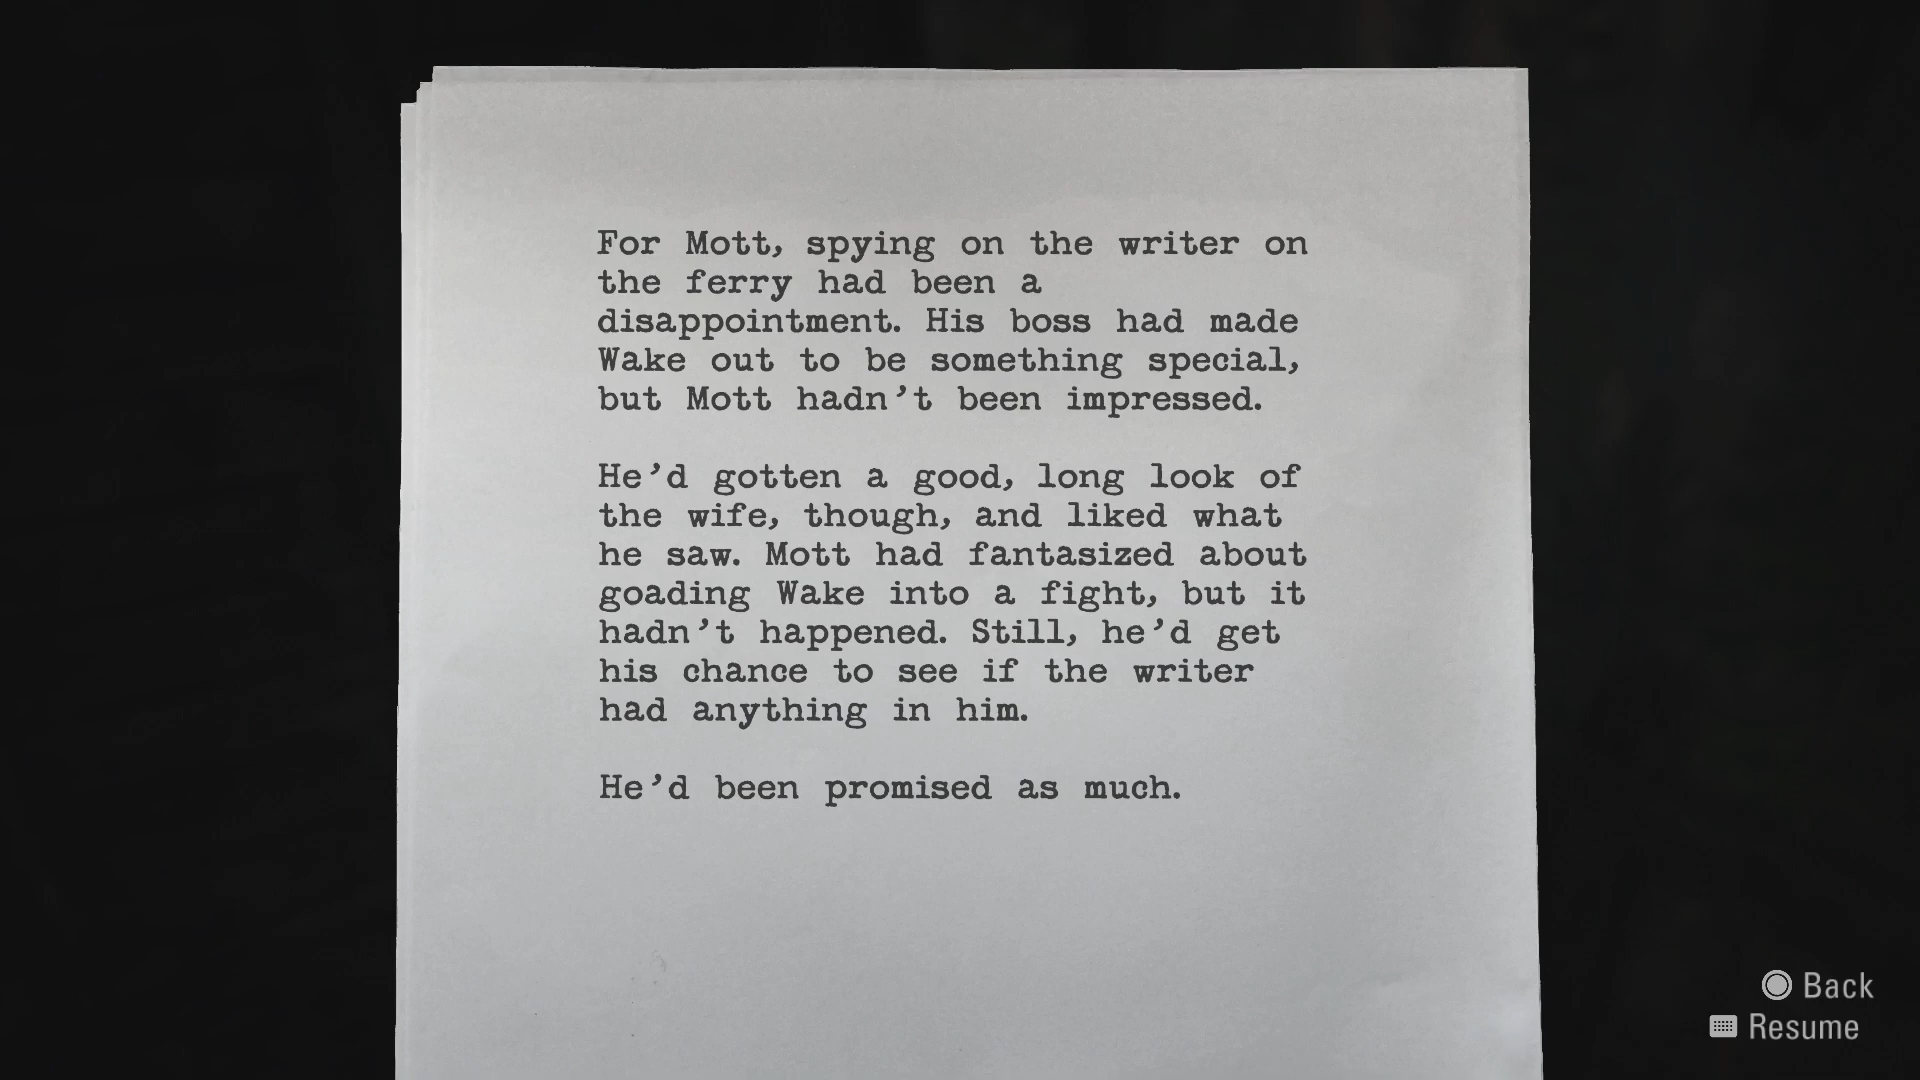 For Mott, spying on the writer on
the ferry had been a
disappointment. His boss had made
Wake out to be something special,
but Mott hadn’t been impressed.
He’d gotten a good, long look of
the wife, though, and liked what
he saw. Mott had fantasized about
goading Wake into a fight, but it
hadn’t happened. Still, he’d get
his chance to see if the writer
had anything in him.
He’d been promised as much.
Back
Resume